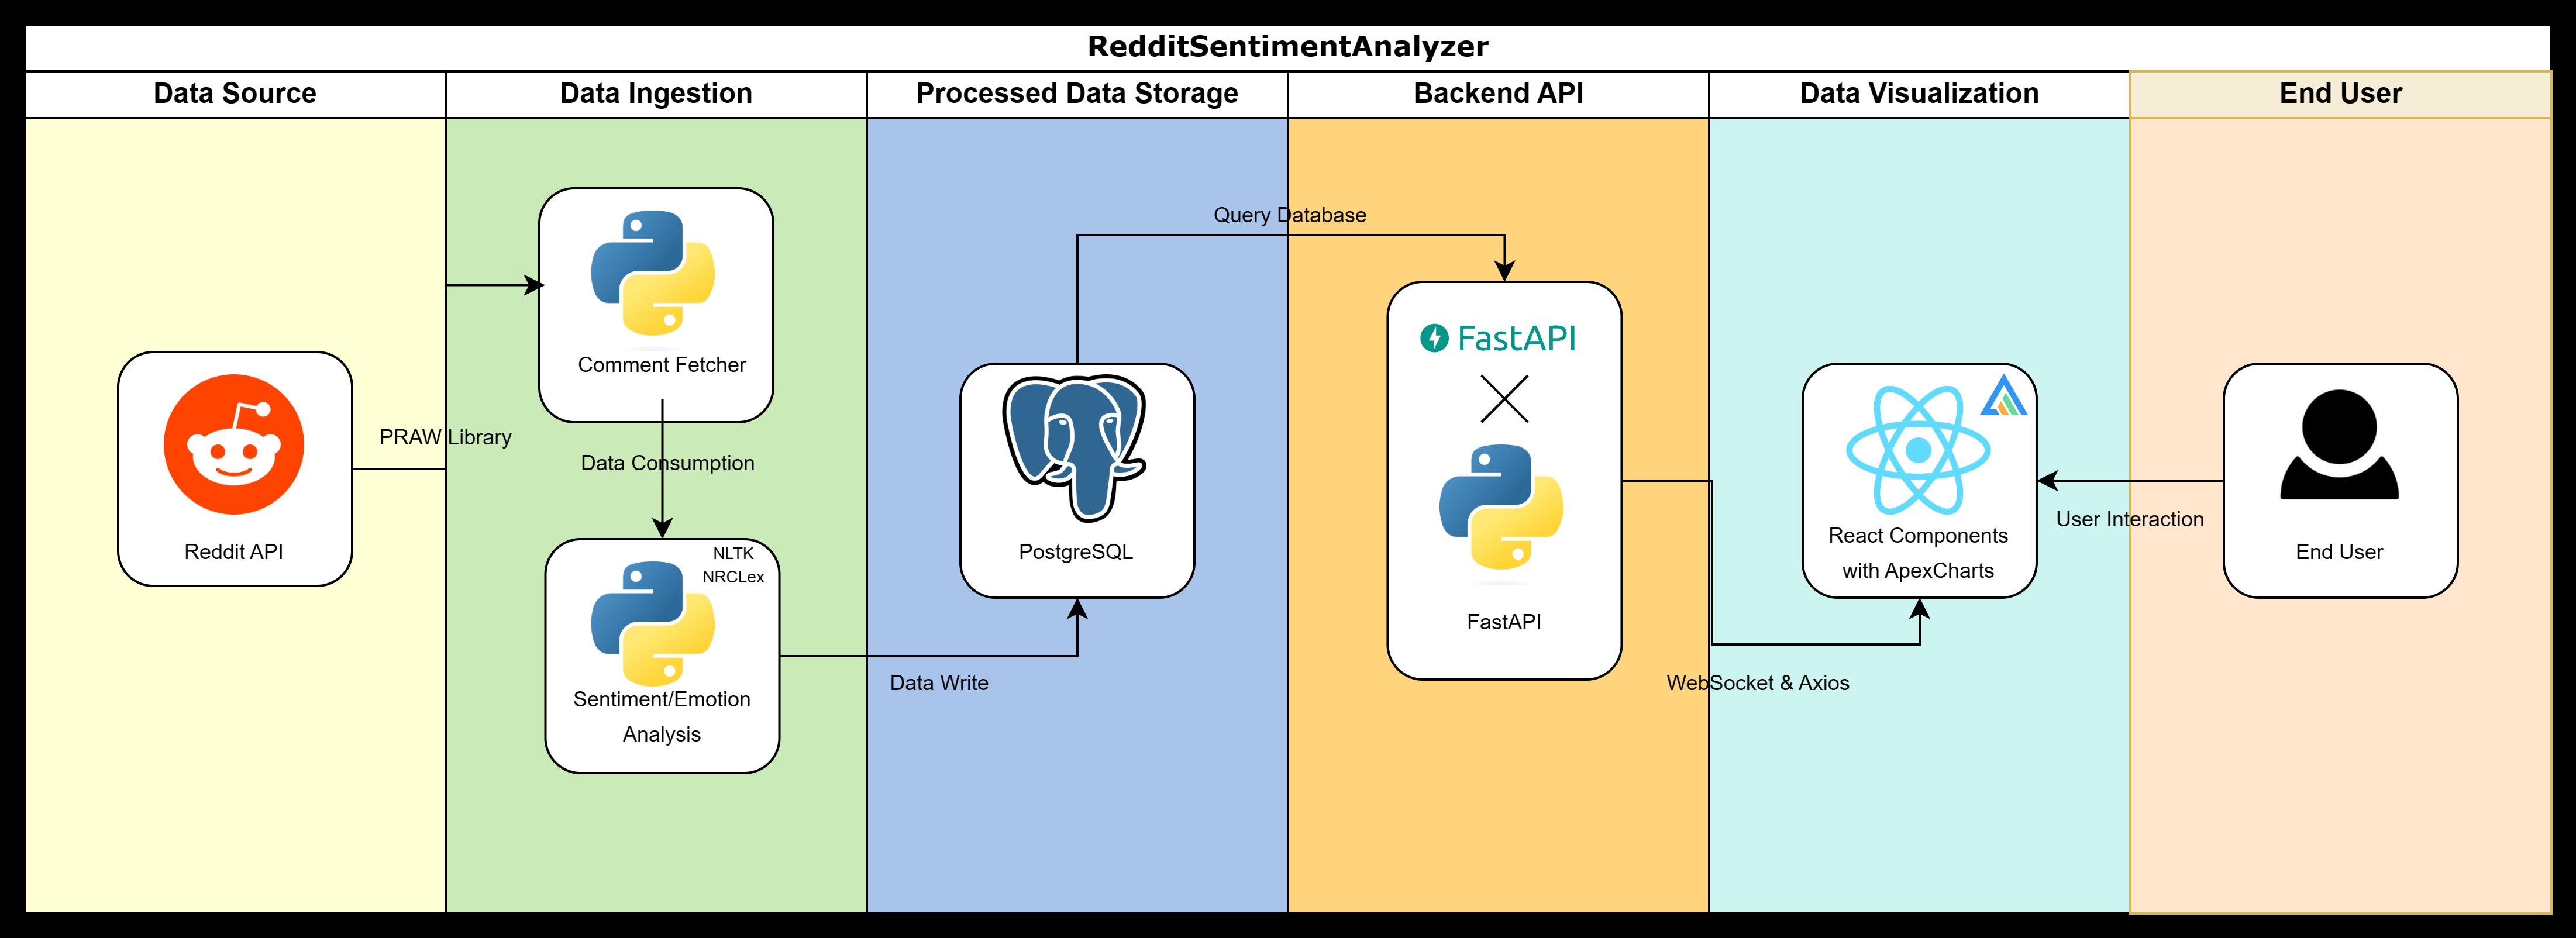 RedditSentimentAnalyzer
Data Source
Data Ingestion
Processed Data Storage
Backend API
Data Visualization
End User
Reddit API
PRAW Library
Comment Fetcher
Data Consumption
NLTK
NRCLex
Sentiment/Emotion
Analysis
Data Write
PostgreSQL
Query Database
FastAPI
FastAPI
WebSocket & Axios
React Components
with ApexCharts
User Interaction
End User